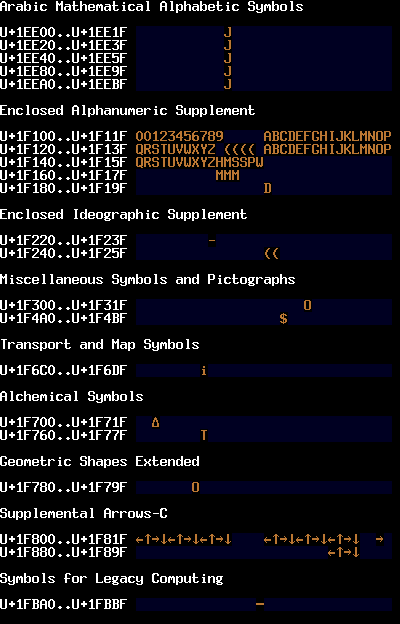 Arabic Mathematical Alphabetic Symbols
U+1EE00..U+1EE1F J
U+1EE20..U+1EE3F J
U+1EE40..U+1EE5F J
U+1EE80..U+1EE9F J
U+1EEA0..U+1EEBF J
Enclosed Alphanumeric Supplement
U+1F100..U+1F11F 00123456789 ABCDEFGHIJKLMNOP
U+1F120..U+1F13F QRSTUVWXYZ (((( ABCDEFGHIJKLMNOP
U+1F140..U+1F15F QRSTUVWXYZHMSSPW
U+1F160..U+1F17F MMM
U+1F180..U+1F19F D
Enclosed Ideographic Supplement
U+1F220..U+1F23F -
U+1F240..U+1F25F ((
Miscellaneous Symbols and Pictographs
U+1F300..U+1F31F O
U+1F4A0..U+1F4BF $
Transport and Map Symbols
U+1F6C0..U+1F6DF i
Alchemical Symbols
U+1F700..U+1F71F Δ
U+1F760..U+1F77F T
Geometric Shapes Extended
U+1F780..U+1F79F O
Supplemental Arrows-C
U+1F800..U+1F81F ←↑→↓←↑→↓←↑→↓ ←↑→↓←↑→↓←↑→↓ →
U+1F880..U+1F89F ←↑→↓
Symbols for Legacy Computing
U+1FBA0..U+1FBBF −